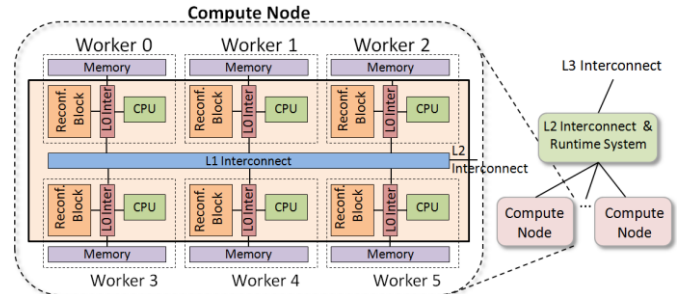 Compute Node
Worker 0
Worker 1
Worker 2
Memory
Memory
Memory
Reconf.
Block
L0 Inter
CPU
Reconf.
Block
L0 Inter
CPU
Reconf.
Block
L0 Inter
CPU
L1 Interconnect
L2
Interconnect
Reconf.
Block
L0 Inter
CPU
Reconf.
Block
L0 Inter
CPU
Reconf.
Block
L0 Inter
CPU
Memory
Memory
Memory
Worker 3
Worker 4
Worker 5
L3 Interconnect
L2 Interconnect &
Runtime System
...
Compute
Node
Compute
Node